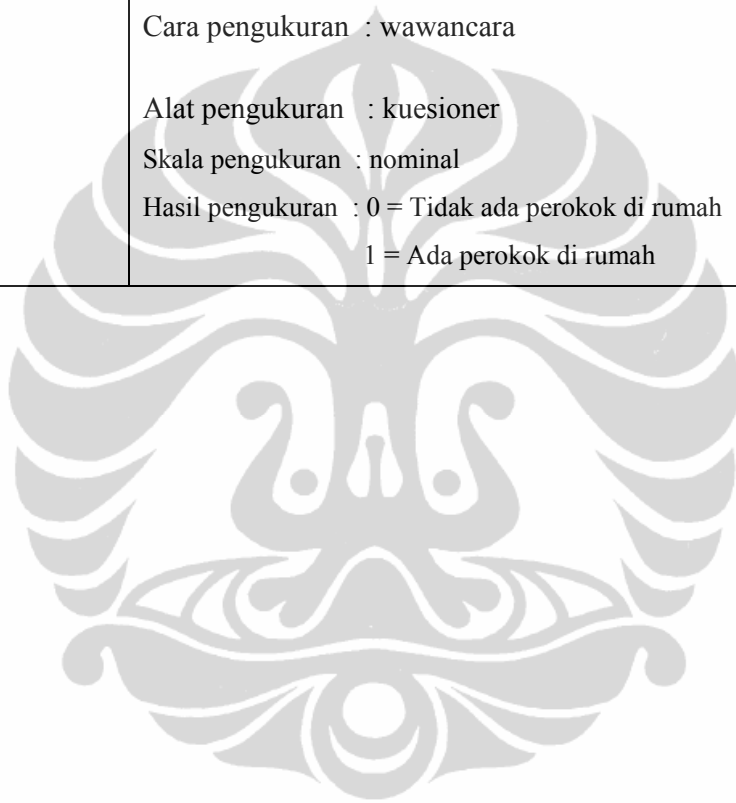 Cara pengukuran : wawancara
Alat pengukuran : kuesioner
Skala pengukuran : nominal
Hasil pengukuran : 0 = Tidak ada perokok di rumah
1 = Ada perokok di rumah